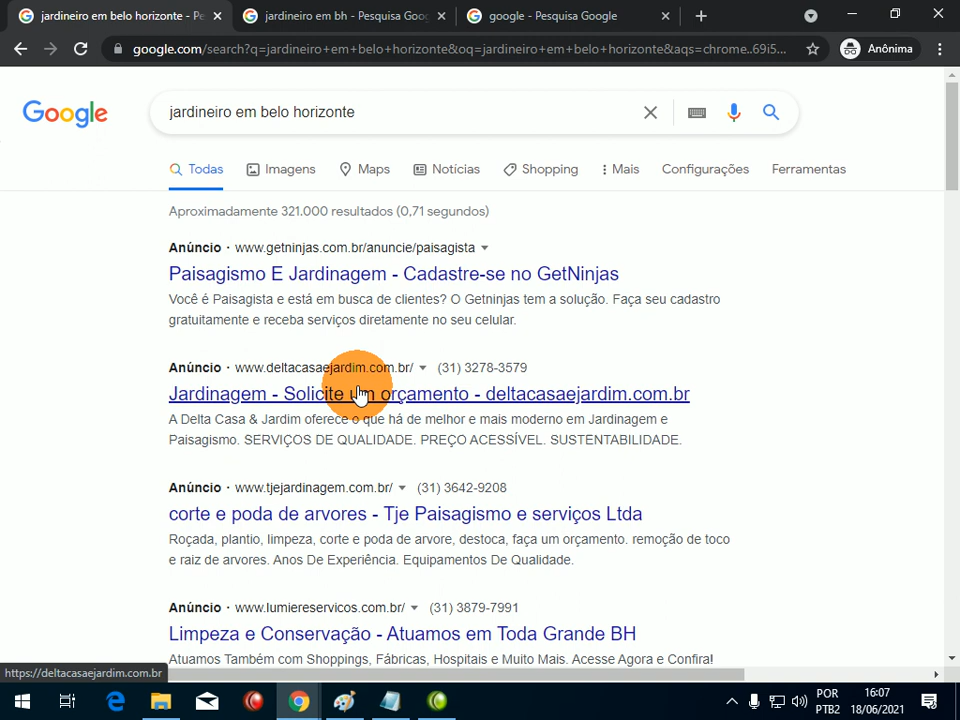 jardineiro em belo horizonte - Pe
jardineiro em bh - Pesquisa Goog
google - Pesquisa Google
google.com/search?q=jardineiro+em+belo+horizonte&oq=jardineiro+em+belo+horizonte&aqs=chrome..69i5...
Anônima
Google
jardineiro em belo horizonte
Todas
Imagens
Maps
Notícias
Shopping
Mais
Configurações
Ferramentas
Aproximadamente 321.000 resultados (0,71 segundos)
Anúncio · www.getninjas.com.br/anuncie/paisagista
Paisagismo E Jardinagem - Cadastre-se no GetNinjas
Você é Paisagista e está em busca de clientes? O Getninjas tem a solução. Faça seu cadastro
gratuitamente e receba serviços diretamente no seu celular.
Anúncio · www.deltacasaejardim.com.br/ (31) 3278-3579
Jardinagem - Solicite um orçamento - deltacasaejardim.com.br
A Delta Casa & Jardim oferece o que há de melhor e mais moderno em Jardinagem e
Paisagismo. SERVIÇOS DE QUALIDADE. PREÇO ACESSÍVEL. SUSTENTABILIDADE.
Anúncio · www.tjejardinagem.com.br/ (31) 3642-9208
corte e poda de arvores - Tje Paisagismo e serviços Ltda
Roçada, plantio, limpeza, corte e poda de arvore, destoca, faça um orçamento. remoção de toco
e raiz de arvores. Anos De Experiência. Equipamentos De Qualidade.
Anúncio · www.lumiereservicos.com.br/ (31) 3879-7991
Limpeza e Conservação - Atuamos em Toda Grande BH
Atuamos Também com Shoppings, Fábricas, Hospitais e Muito Mais. Acesse Agora e Confira!
https://deltacasaejardim.com.br
POR
PTB2
16:07
18/06/2021